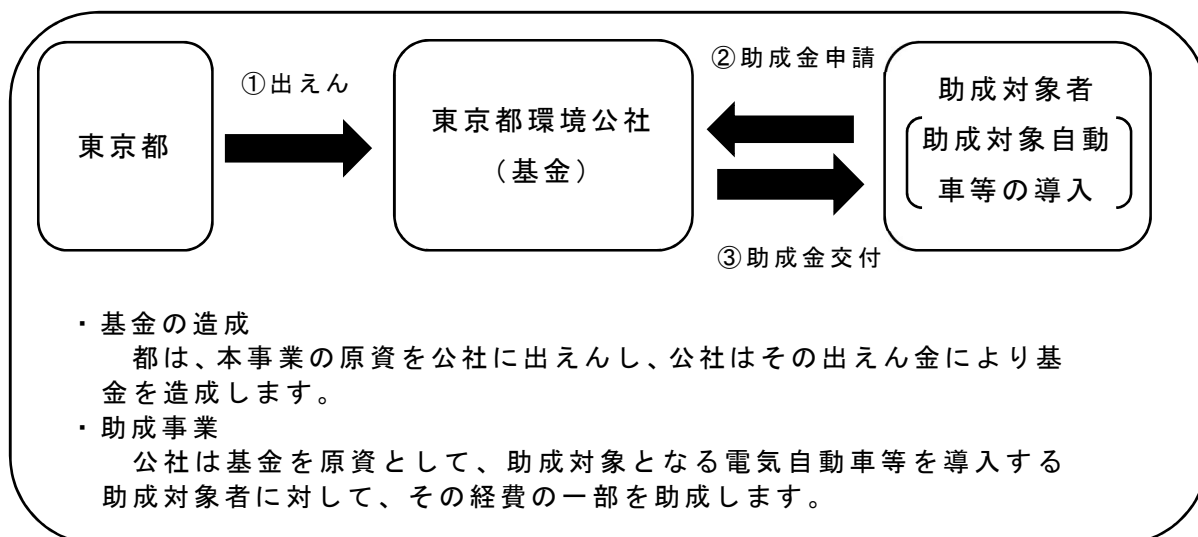 東京都
①出えん
東京都環境公社
（基金）
②助成金申請
③助成金交付
助成対象者
助成対象自動
車等の導入
・基金の造成
都は、本事業の原資を公社に出えんし、公社はその出えん金により基
金を造成します。
・助成事業
公社は基金を原資として、助成対象となる電気自動車等を導入する
助成対象者に対して、その経費の一部を助成します。